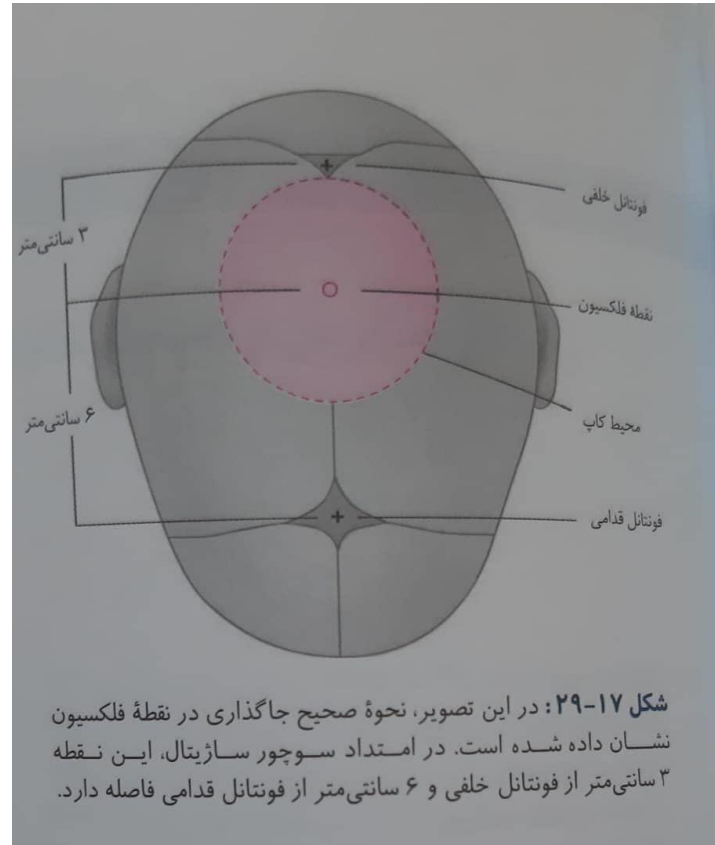 فونتانل خلفی
۳ سانتی‌متر
نقطهٔ فلکسیون
۶ سانتی‌متر
محیط کاپ
فونتانل قدامی
شکل ۱۷-۲۹: در این تصویر، نحوهٔ صحیح جاگذاری در نقطهٔ فلکسیون
نشان داده شده است. در امتداد سوچور ساژیتال، این نقطه
۳ سانتی‌متر از فونتانل خلفی و ۶ سانتی‌متر از فونتانل قدامی فاصله دارد.